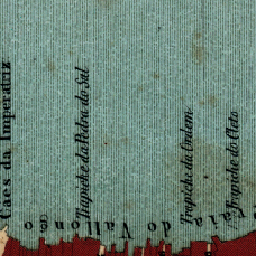 Caes da Imperatriz
Trapiche da Pedra do Sal
Trapiche da Ordem
Trapiche do Cleto
Praia do Vallongo